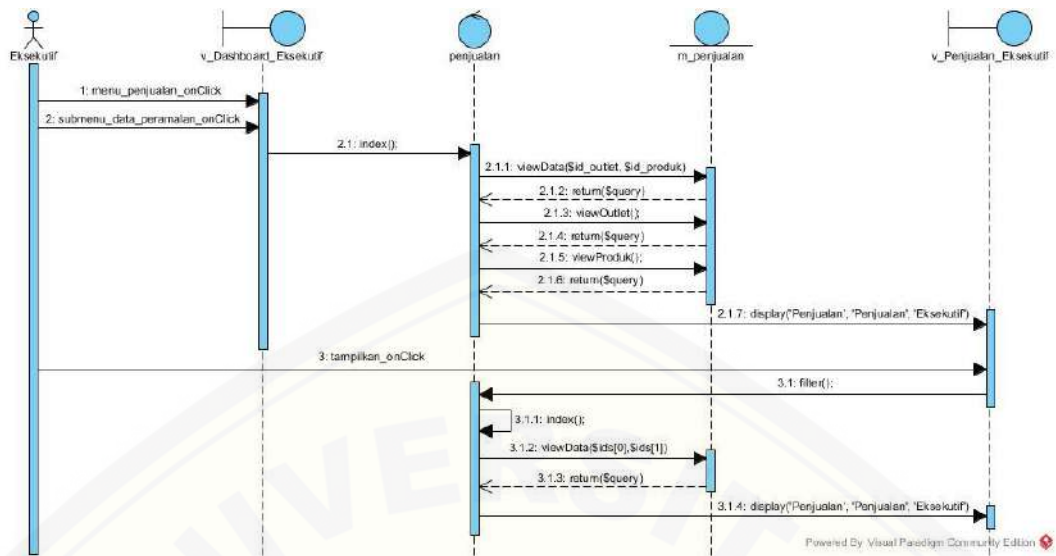 Eksekutif
v_Dashboard_Eksekutif
penjualan
m_penjualan
v_Penjualan_Eksekutif
1: menu_penjualan_onClick
2: submenu_data_peramalan_onClick
2.1: index();
2.1.1: viewData($id_outlet, $id_produk)
2.1.2: return($query)
2.1.3: viewOutlet();
2.1.4: return($query)
2.1.5: viewProduk();
2.1.6: return($query)
2.1.7: display("Penjualan', 'Penjualan', 'Eksekutif')
3: tampilkan_onClick
3.1: filter();
3.1.1: index();
3.1.2: viewData($ids[0],$ids[1])
3.1.3: return($query)
3.1.4: display("Penjualan', 'Penjualan', 'Eksekutif')
UNIVERSIT
Powered By Visual Paradigm Community Edition